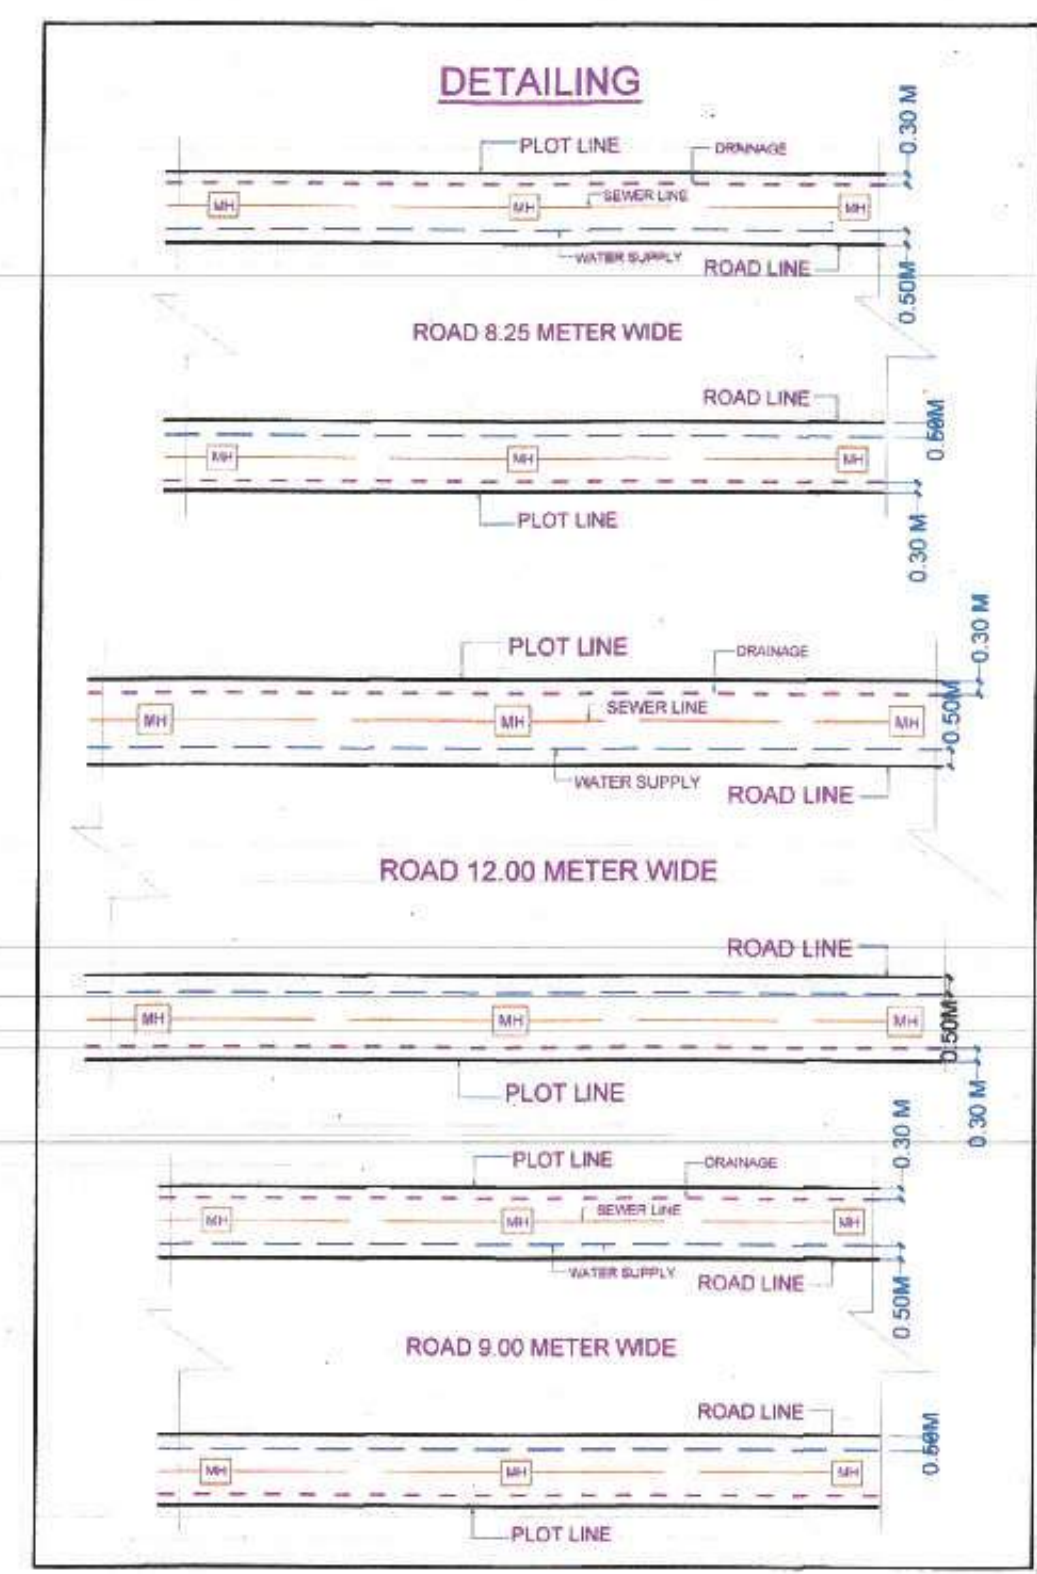 DETAILING
0.30 M
PLOT LINE
DRAINAGE
MH
SEWER LINE
MH
MH
WATER SUPPLY
ROAD LINE
0.50M
ROAD 8.25 METER WIDE
ROAD LINE
0.50M
MH
MH
MH
PLOT LINE
0.30 M
0.30 M
PLOT LINE
DRAINAGE
MH
MH
SEWER LINE
MH
0.50M
WATER SUPPLY
ROAD LINE
ROAD 12.00 METER WIDE
ROAD LINE
MH
MH
MH
0.50M
PLOT LINE
0.30 M
0.30 M
PLOT LINE
DRAINAGE
MH
MH
SEWER LINE
MH
WATER SUPPLY
ROAD LINE
0.50M
ROAD 9.00 METER WIDE
ROAD LINE
0.50M
MH
MH
MH
PLOT LINE